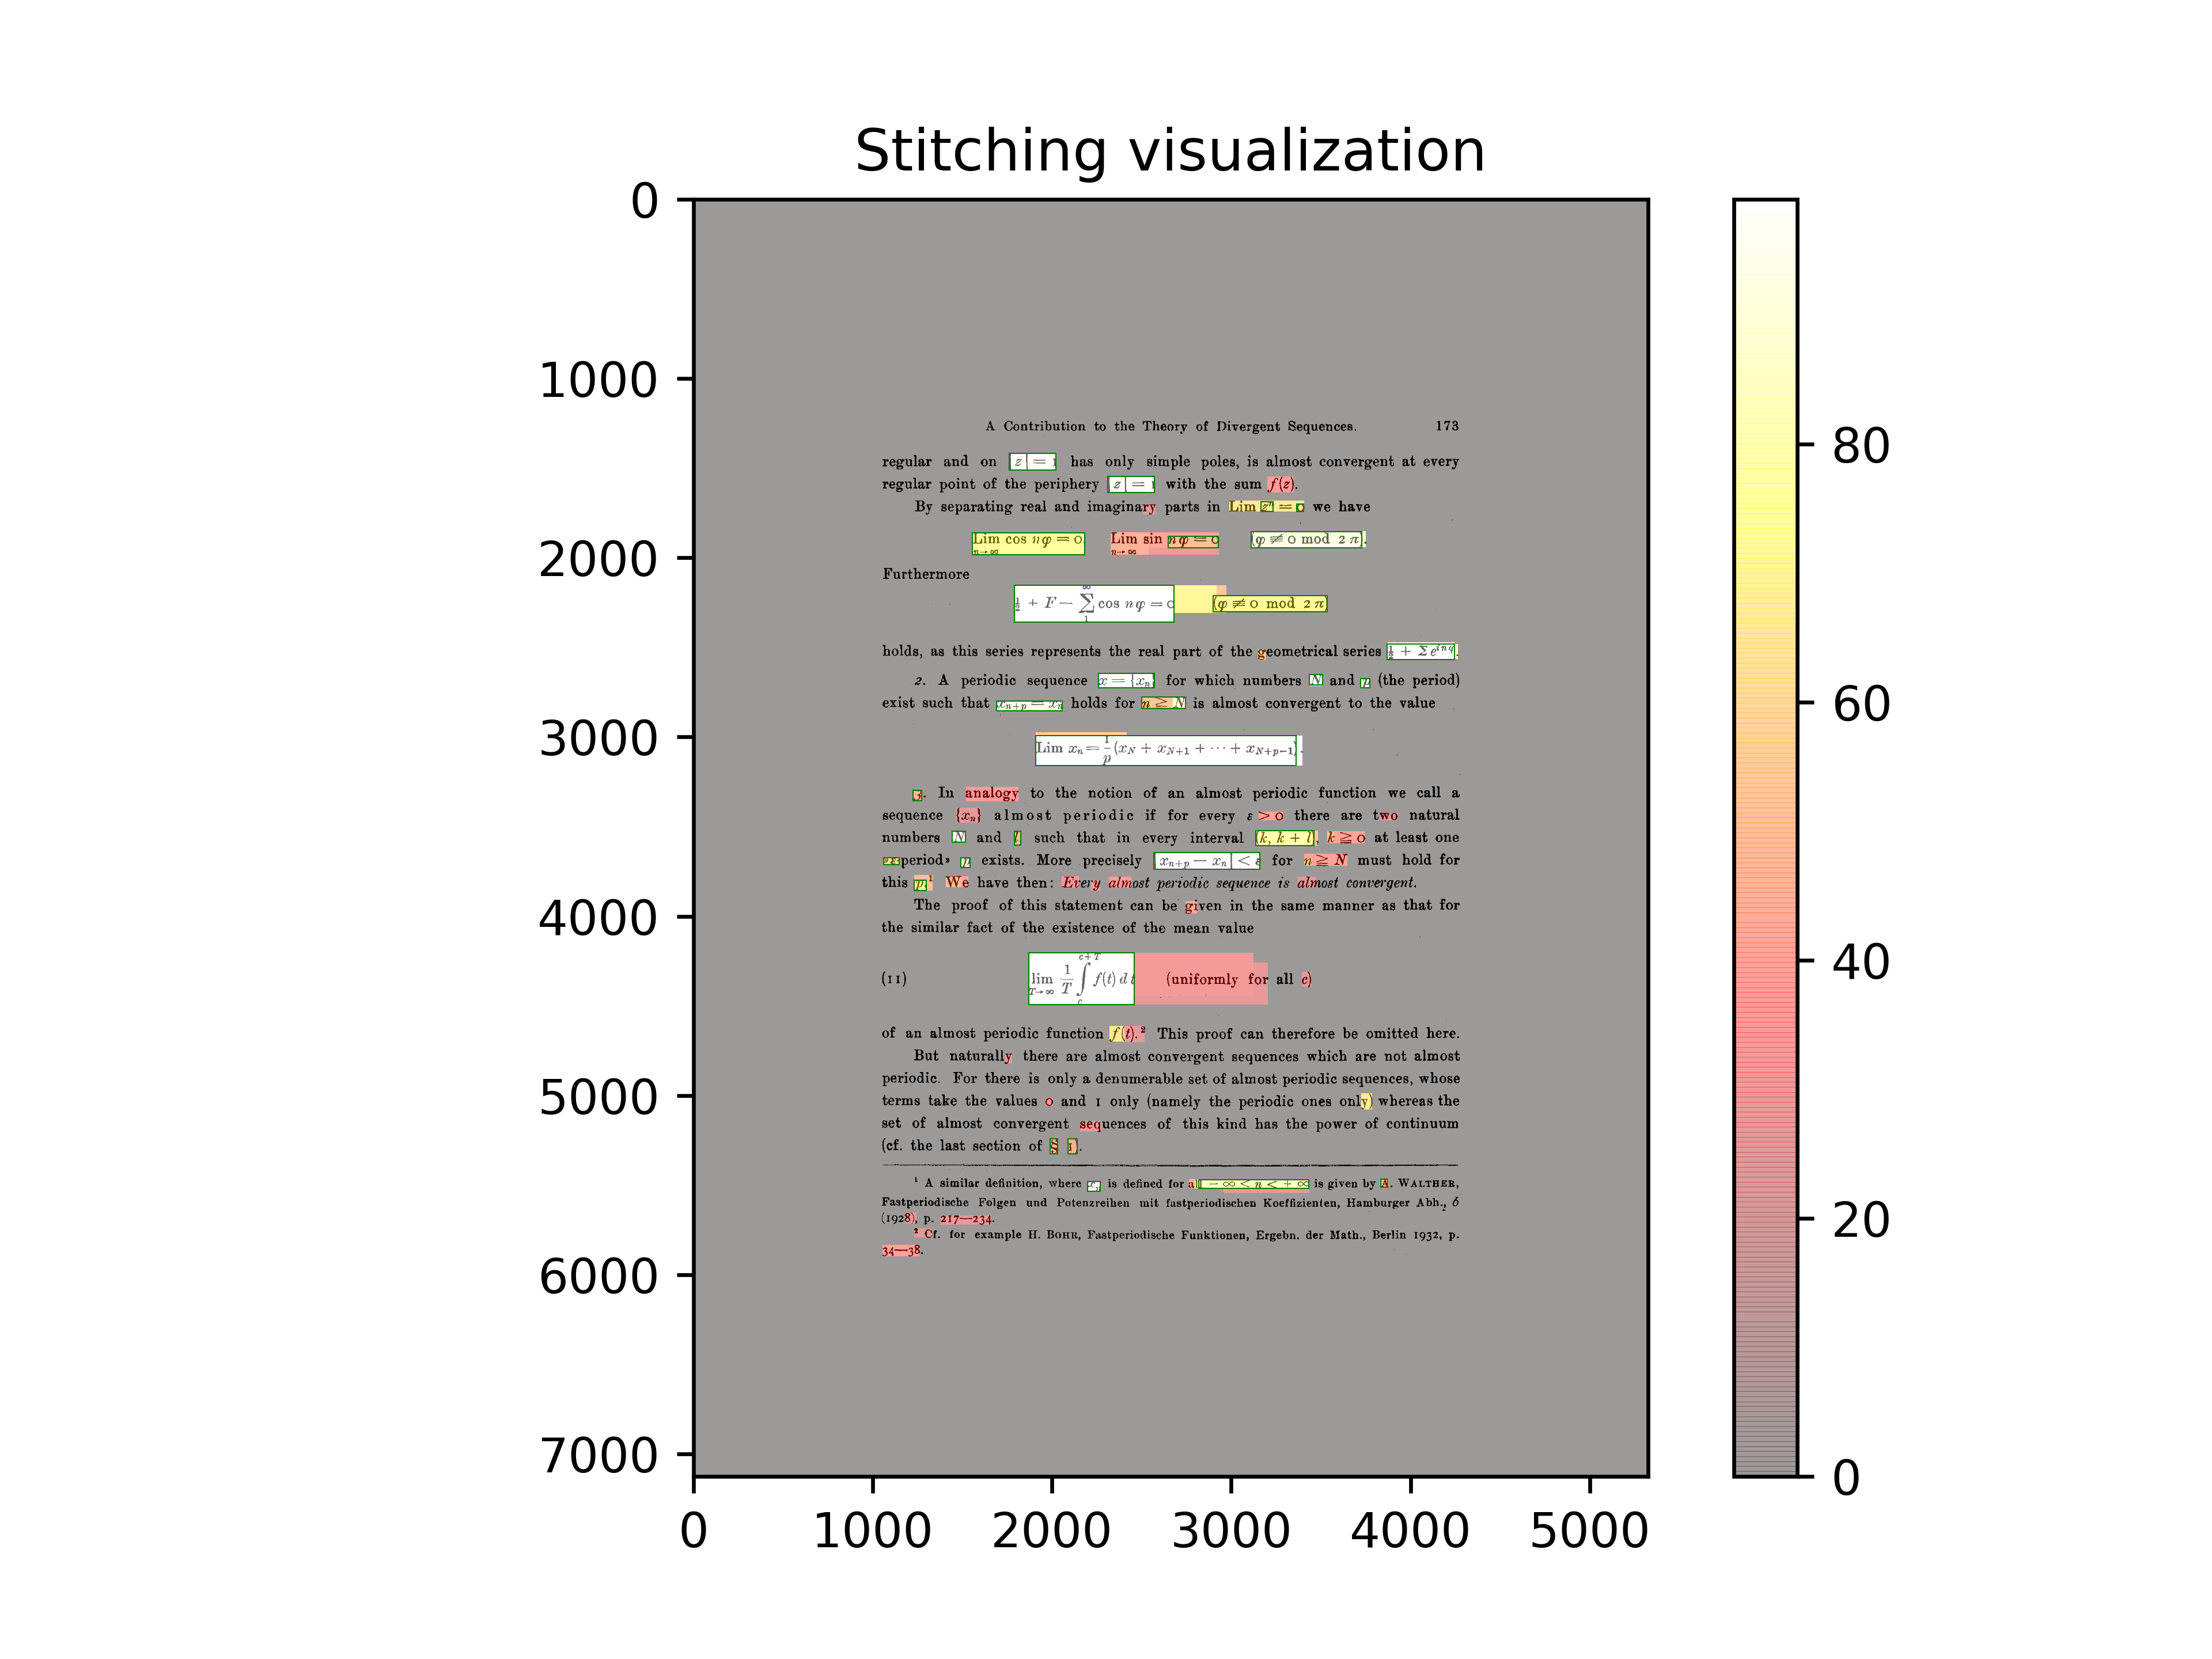 Stitching visualization
0
1000
2000
3000
4000
5000
6000
7000
0 1000 2000 3000 4000 5000
80
60
40
20
0
A Contribution to the Theory of Divergent Sequences. 173
regular and on |z| = 1 has only simple poles, is almost convergent at every
regular point of the periphery |z| = 1 with the sum f(z).
By separating real and imaginary parts in Lim zⁿ = 0 we have
Lim cos nφ = 0, Lim sin nφ = 0 (φ ≢ 0 mod 2π).
n→∞ n→∞
Furthermore
½ + F — ∑₁^∞ cos nφ = 0 (φ ≢ 0 mod 2π)
holds, as this series represents the real part of the geometrical series ½ + Σ e^{inφ}.
2. A periodic sequence x = {xₙ} for which numbers N and p (the period)
exist such that xₙ₊ₚ = xₙ holds for n ≥ N is almost convergent to the value
Lim xₙ = 1/p (x_N + x_{N+1} + ··· + x_{N+p−1}).
3. In analogy to the notion of an almost periodic function we call a
sequence {xₙ} almost periodic if for every ε > 0 there are two natural
numbers N and l such that in every interval (k, k + l), k ≧ 0 at least one
period» p exists. More precisely |xₙ₊ₚ — xₙ| < ε for n ≧ N must hold for
this p.¹ We have then: Every almost periodic sequence is almost convergent.
The proof of this statement can be given in the same manner as that for
the similar fact of the existence of the mean value
(11) lim_{T→∞} 1/T ∫_c^{c+T} f(t) dt (uniformly for all c)
of an almost periodic function f(t).² This proof can therefore be omitted here.
But naturally there are almost convergent sequences which are not almost
periodic. For there is only a denumerable set of almost periodic sequences, whose
terms take the values 0 and 1 only (namely the periodic ones only) whereas the
set of almost convergent sequences of this kind has the power of continuum
(cf. the last section of § 1).
¹ A similar definition, where xₙ is defined for all — ∞ < n < + ∞ is given by A. WALTHER,
Fastperiodische Folgen und Potenzreihen mit fastperiodischen Koeffizienten, Hamburger Abh., 6
(1928), p. 217—234.
² Cf. for example H. BOHR, Fastperiodische Funktionen, Ergebn. der Math., Berlin 1932, p.
34—38.